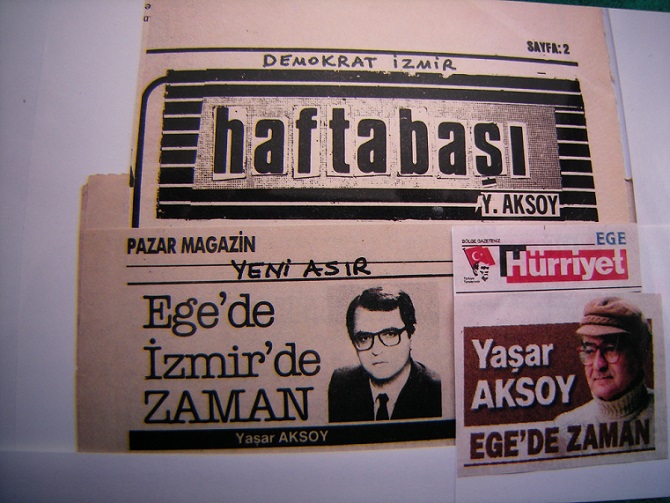 SAYFA: 2
DEMOKRAT İZMİR
haftabaşı
Y. AKSOY
PAZAR MAGAZİN
YENİ ASIR
Ege'de
İzmir'de
ZAMAN
Yaşar AKSOY
EGE
Hürriyet
Yaşar
AKSOY
EGE'DE ZAMAN